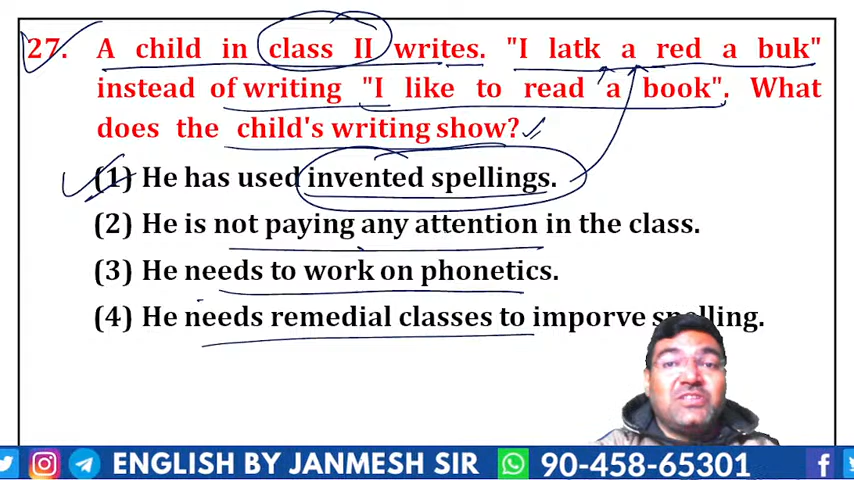 27. A child in class II writes. "I latk a red a buk"
instead of writing "I like to read a book". What
does the child's writing show?
(1) He has used invented spellings.
(2) He is not paying any attention in the class.
(3) He needs to work on phonetics.
(4) He needs remedial classes to imporve spelling.
ENGLISH BY JANMESH SIR 90-458-65301